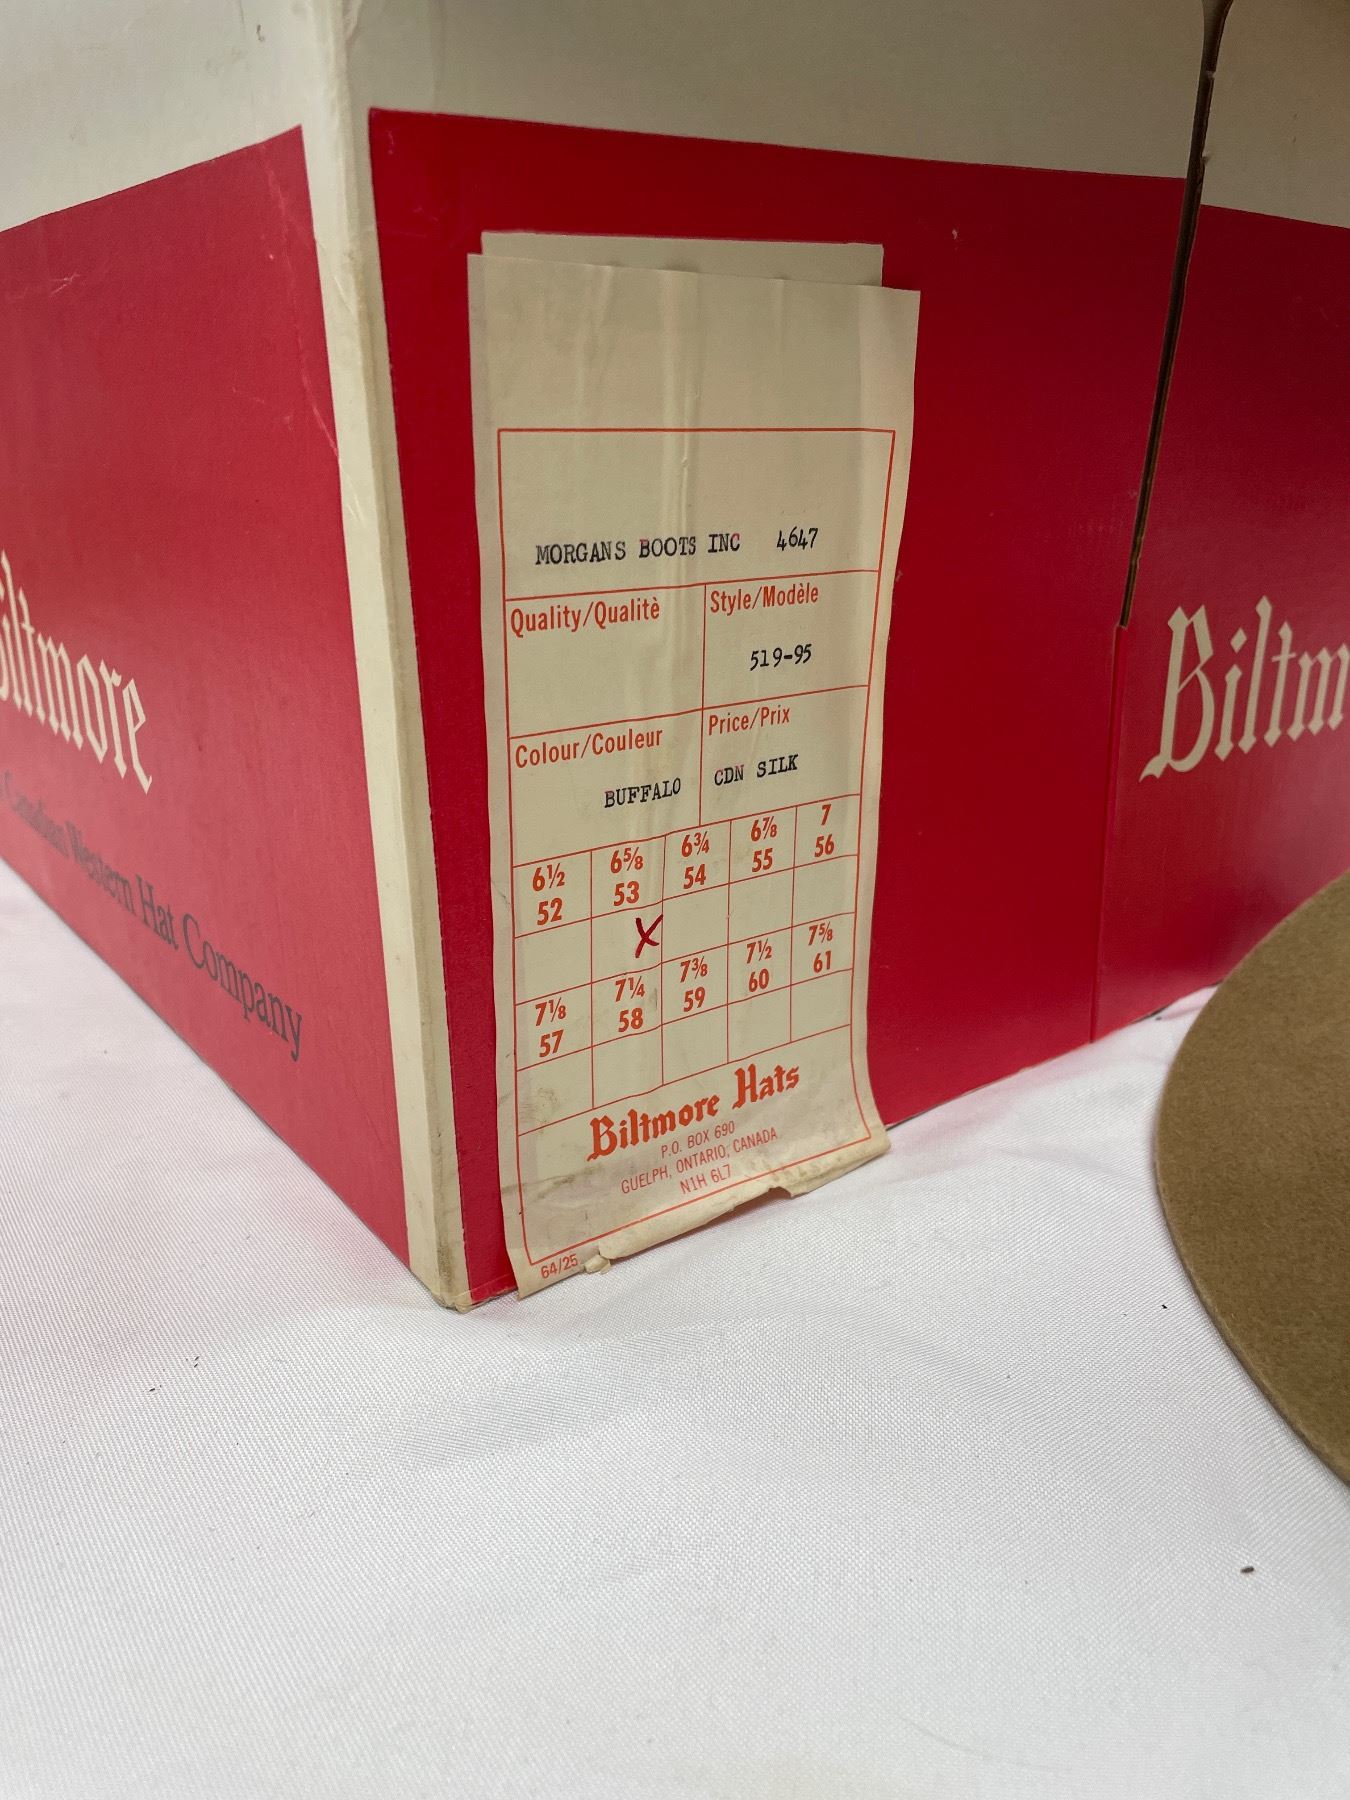 Biltmore
Canadian Western Hat Company
MORGANS BOOTS INC 4647
Quality/Qualitè
Style/Modèle
519-95
Colour/Couleur
Price/Prix
BUFFALO
CDN SILK
6½ 6⅝ 6¾ 6⅞ 7
52 53 54 55 56
X
7⅛ 7¼ 7⅜ 7½ 7⅝
57 58 59 60 61
Biltmore Hats
P.O. BOX 690
GUELPH, ONTARIO, CANADA
N1H 6L7
64/25
Biltm